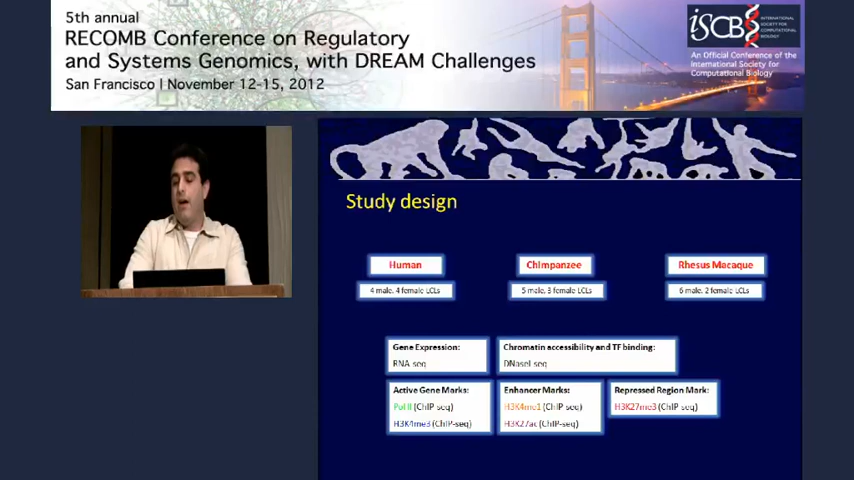 5th annual
RECOMB Conference on Regulatory
and Systems Genomics, with DREAM Challenges
San Francisco | November 12-15, 2012
iSCB
INTERNATIONAL
SOCIETY FOR
COMPUTATIONAL
BIOLOGY
An Official Conference of the
International Society for
Computational Biology
Study design
Human
Chimpanzee
Rhesus Macaque
4 male, 4 female LCLs
5 male, 3 female LCLs
6 male, 2 female LCLs
Gene Expression:
RNA-seq
Chromatin accessibility and TF binding:
DNaseI-seq
Active Gene Marks:
PolII (ChIP-seq)
H3K4me3 (ChIP-seq)
Enhancer Marks:
H3K4me1 (ChIP-seq)
H3K27ac (ChIP-seq)
Repressed Region Mark:
H3K27me3 (ChIP-seq)